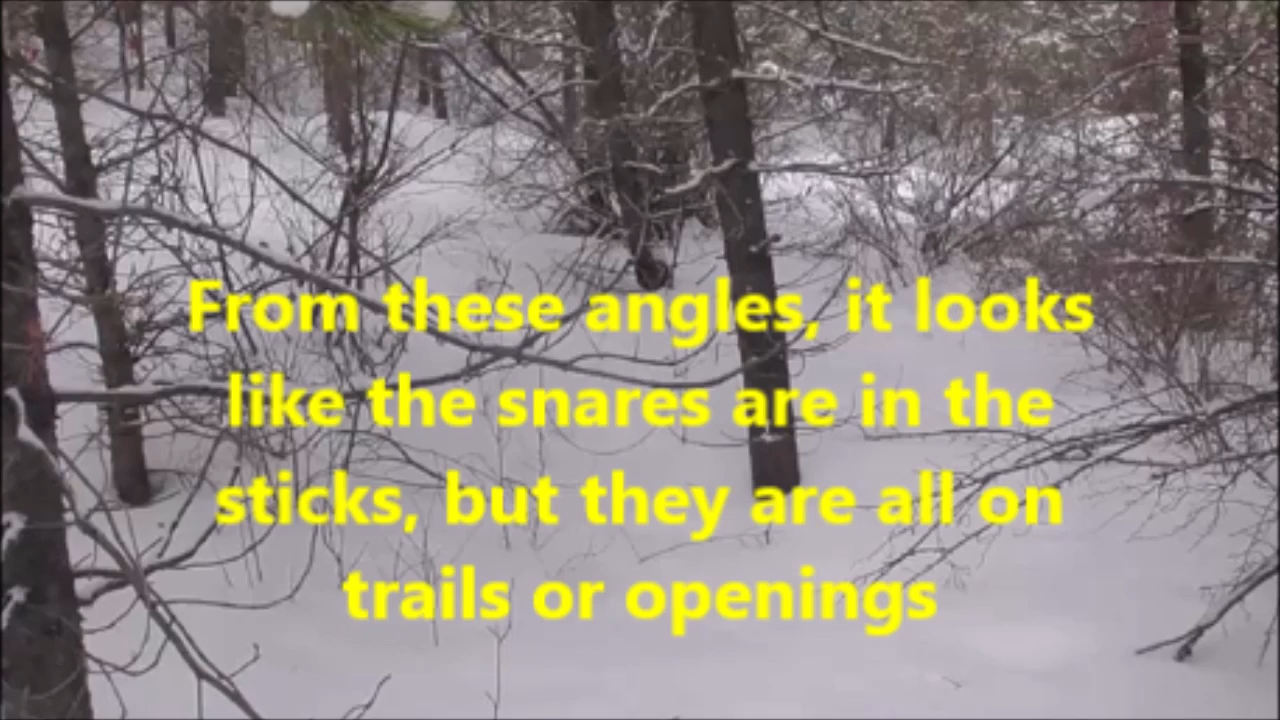 From these angles, it looks
like the snares are in the
sticks, but they are all on
trails or openings